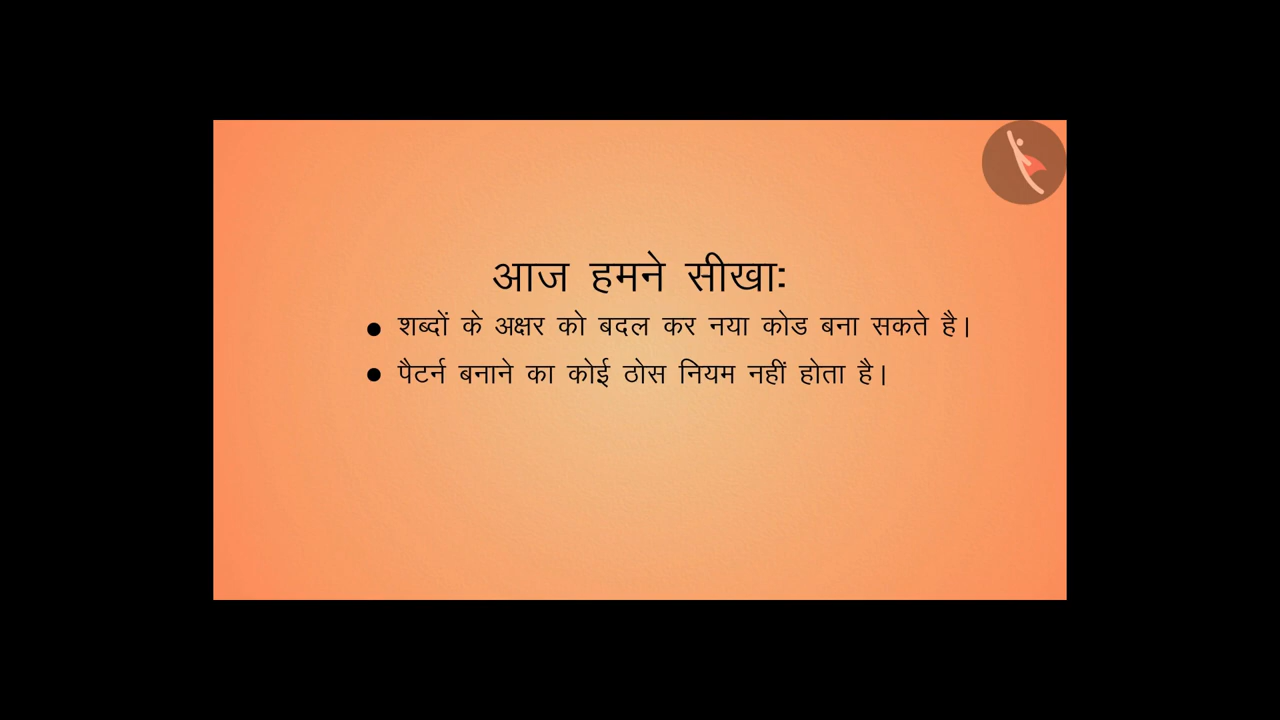 आज हमने सीखा:
● शब्दों के अक्षर को बदल कर नया कोड बना सकते है।
● पैटर्न बनाने का कोई ठोस नियम नहीं होता है।